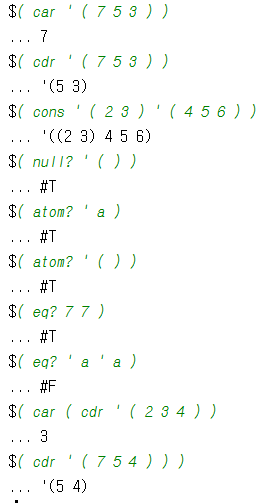 $( car ' ( 7 5 3 ) )
... 7
$( cdr ' ( 7 5 3 ) )
... '(5 3)
$( cons ' ( 2 3 ) ' ( 4 5 6 ) )
... '((2 3) 4 5 6)
$( null? ' ( ) )
... #T
$( atom? ' a )
... #T
$( atom? ' ( ) )
... #T
$( eq? 7 7 )
... #T
$( eq? ' a ' a )
... #F
$( car ( cdr ' ( 2 3 4 ) )
... 3
$( cdr ' ( 7 5 4 ) ) )
... '(5 4)